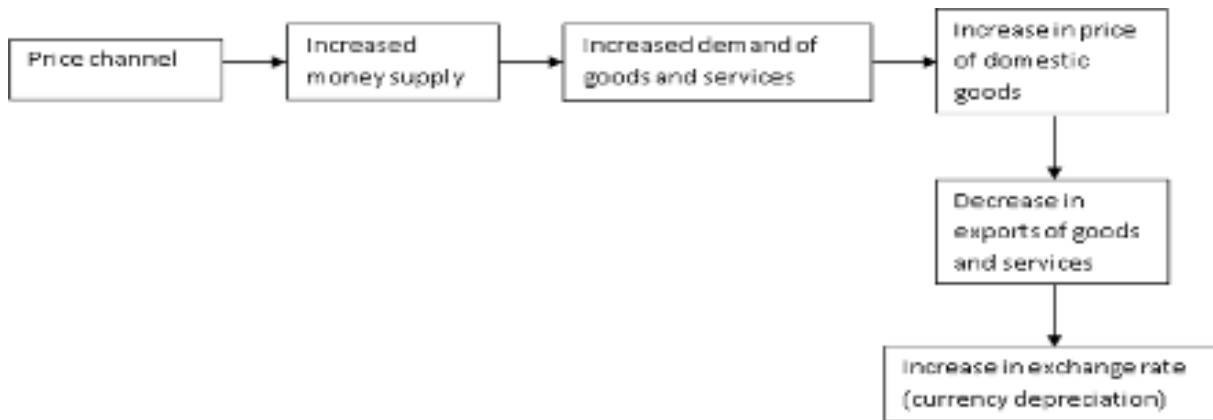 Price channel
Increased
money supply
Increased demand of
goods and services
Increase in price
of domestic
goods
Decrease in
exports of goods
and services
Increase in exchange rate
(currency depreciation)